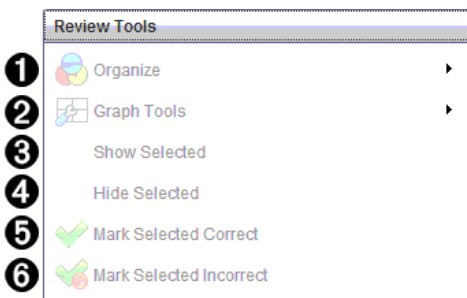 Review Tools
1 Organize
2 Graph Tools
3 Show Selected
4 Hide Selected
5 Mark Selected Correct
6 Mark Selected Incorrect